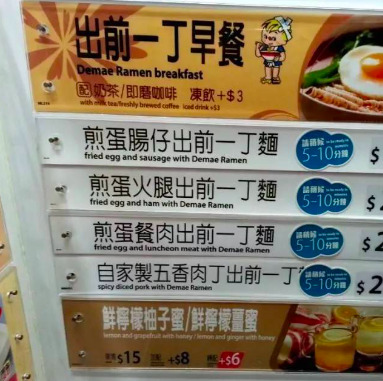 出前一丁早餐
Demae Ramen breakfast
配 奶茶/即磨咖啡 凍飲+$3
with milk tea/freshly brewed coffee iced drink +$3
煎蛋腸仔出前一丁麵
fried egg and sausage with Demae Ramen
請稍候
5-10分鐘
$
煎蛋火腿出前一丁麵
fried egg and ham with Demae Ramen
請稍候
5-10分鐘
$
煎蛋餐肉出前一丁麵
fried egg and luncheon meat with Demae Ramen
請稍候
5-10分鐘
$2
自家製五香肉丁出前一丁
spicy diced pork with Demae Ramen
請稍候
5-10分鐘
$2
鮮檸檬柚子蜜/鮮檸檬薑蜜
lemon and grapefruit with honey / lemon and ginger with honey
$15 +$8 +$6